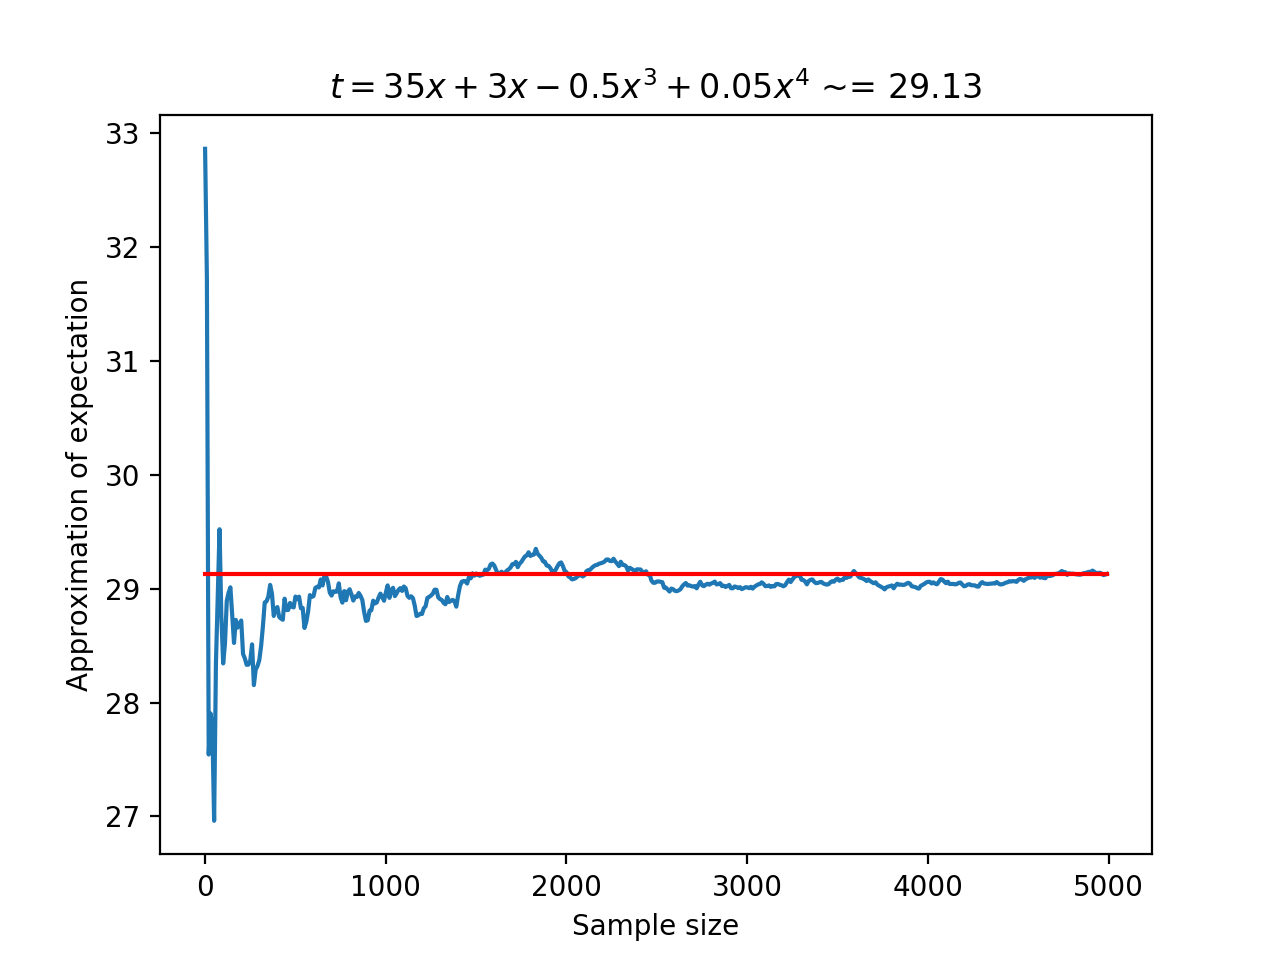 t = 35x + 3x − 0.5x³ + 0.05x⁴ ~= 29.13
33
32
31
30
29
28
27
Approximation of expectation
0 1000 2000 3000 4000 5000
Sample size